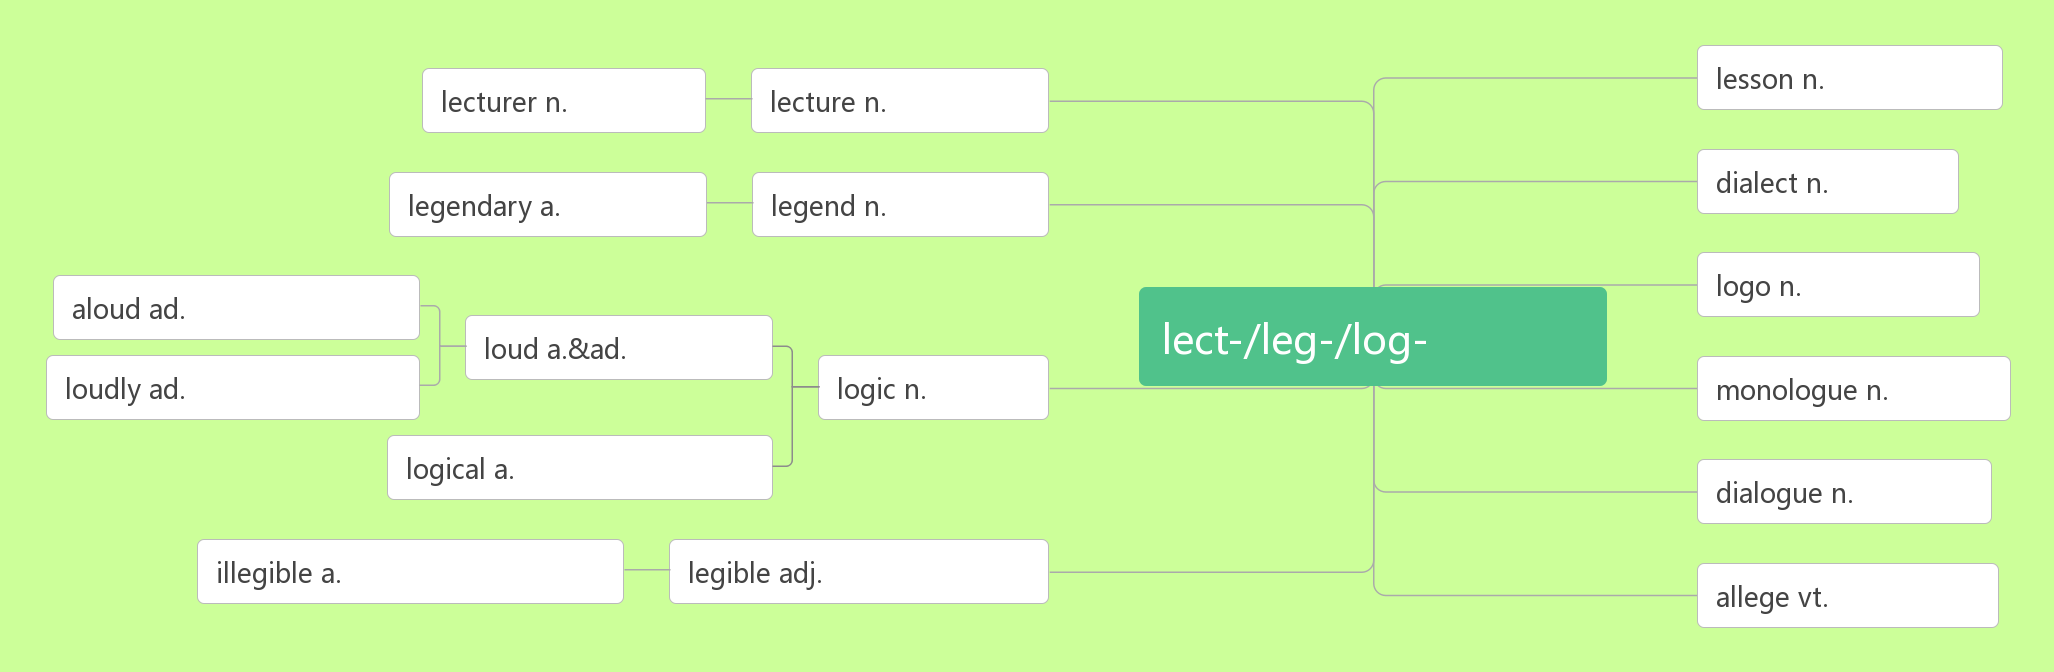 lect-/leg-/log-
lesson n.
dialect n.
logo n.
monologue n.
dialogue n.
allege vt.
lecture n.
lecturer n.
legend n.
legendary a.
logic n.
loud a.&ad.
aloud ad.
loudly ad.
logical a.
legible adj.
illegible a.